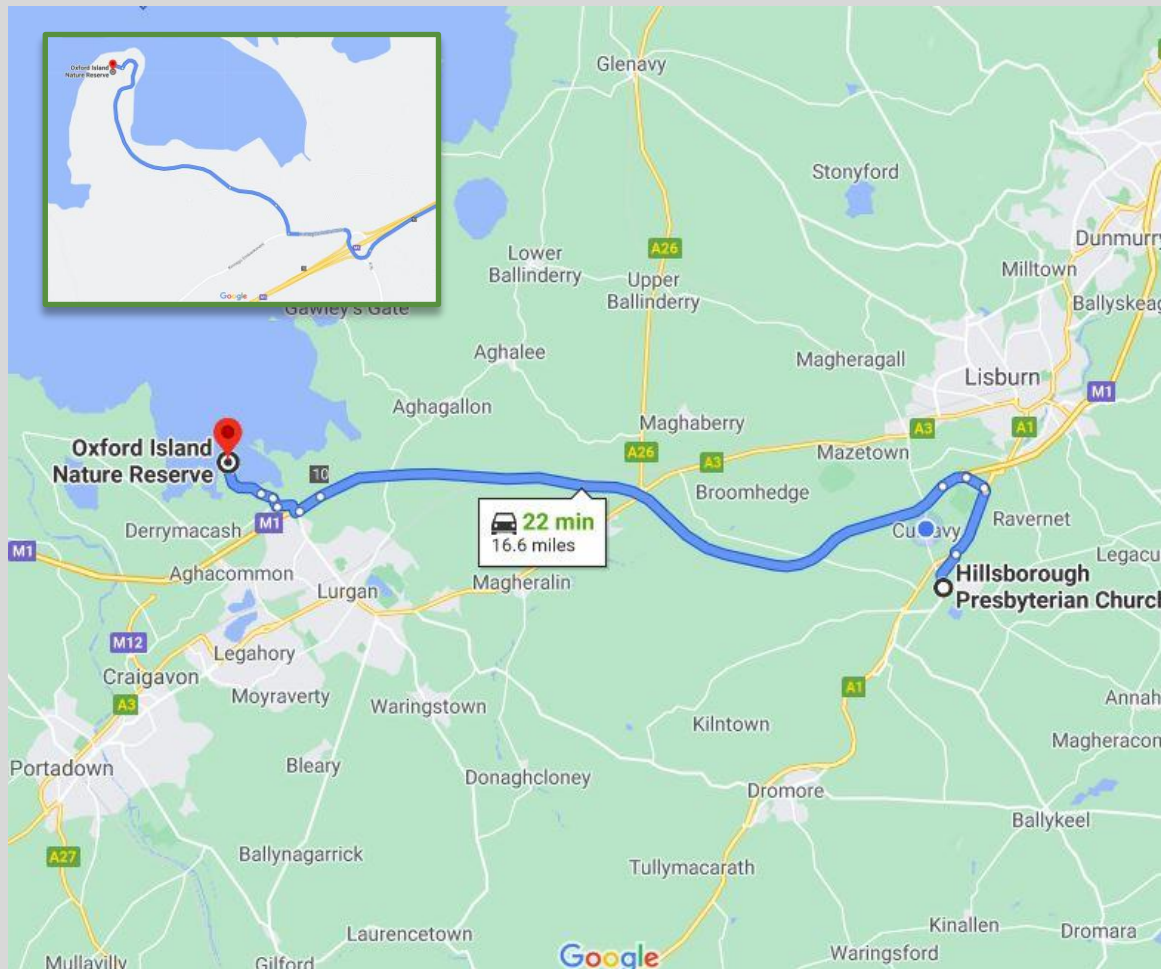 Oxford Island
Nature Reserve
Google
Glenavy
Stonyford
Dunmurry
A26
Lower
Ballinderry
Upper
Ballinderry
Milltown
Ballyskeag
Gawley's Gate
Aghalee
Magheragall
Lisburn
M1
Aghagallon
Maghaberry
A3
A1
Oxford Island
Nature Reserve
10
A26
A3
Mazetown
Broomhedge
Derrymacash
M1
22 min
16.6 miles
Ravernet
M1
Legacu
Aghacommon
Lurgan
Magheralin
Hillsborough
Presbyterian Church
M12
Legahory
Craigavon
Moyraverty
A3
Waringstown
A1
Annah
Kilntown
Magheracon
Portadown
Bleary
Donaghcloney
Dromore
Ballykeel
A27
Ballynagarrick
Tullymacarath
Laurencetown
Kinallen
Dromara
Google
Waringsford
Mullavilly
Gilford